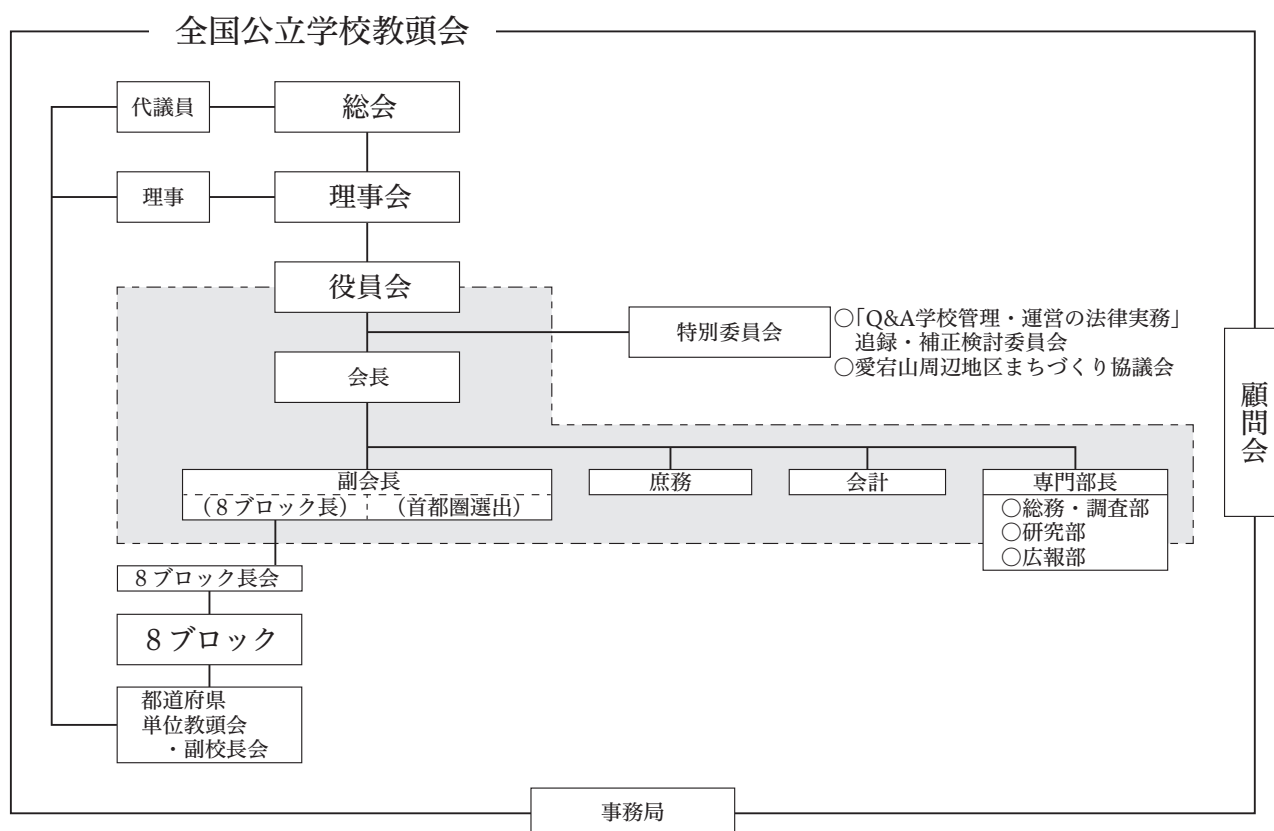 全国公立学校教頭会
代議員
総会
理事
理事会
役員会
特別委員会
○「Q&A学校管理・運営の法律実務」
追録・補正検討委員会
○愛宕山周辺地区まちづくり協議会
会長
顧問会
副会長
（８ブロック長）
（首都圏選出）
庶務
会計
専門部長
○総務・調査部
○研究部
○広報部
８ブロック長会
８ブロック
都道府県
単位教頭会
・副校長会
事務局